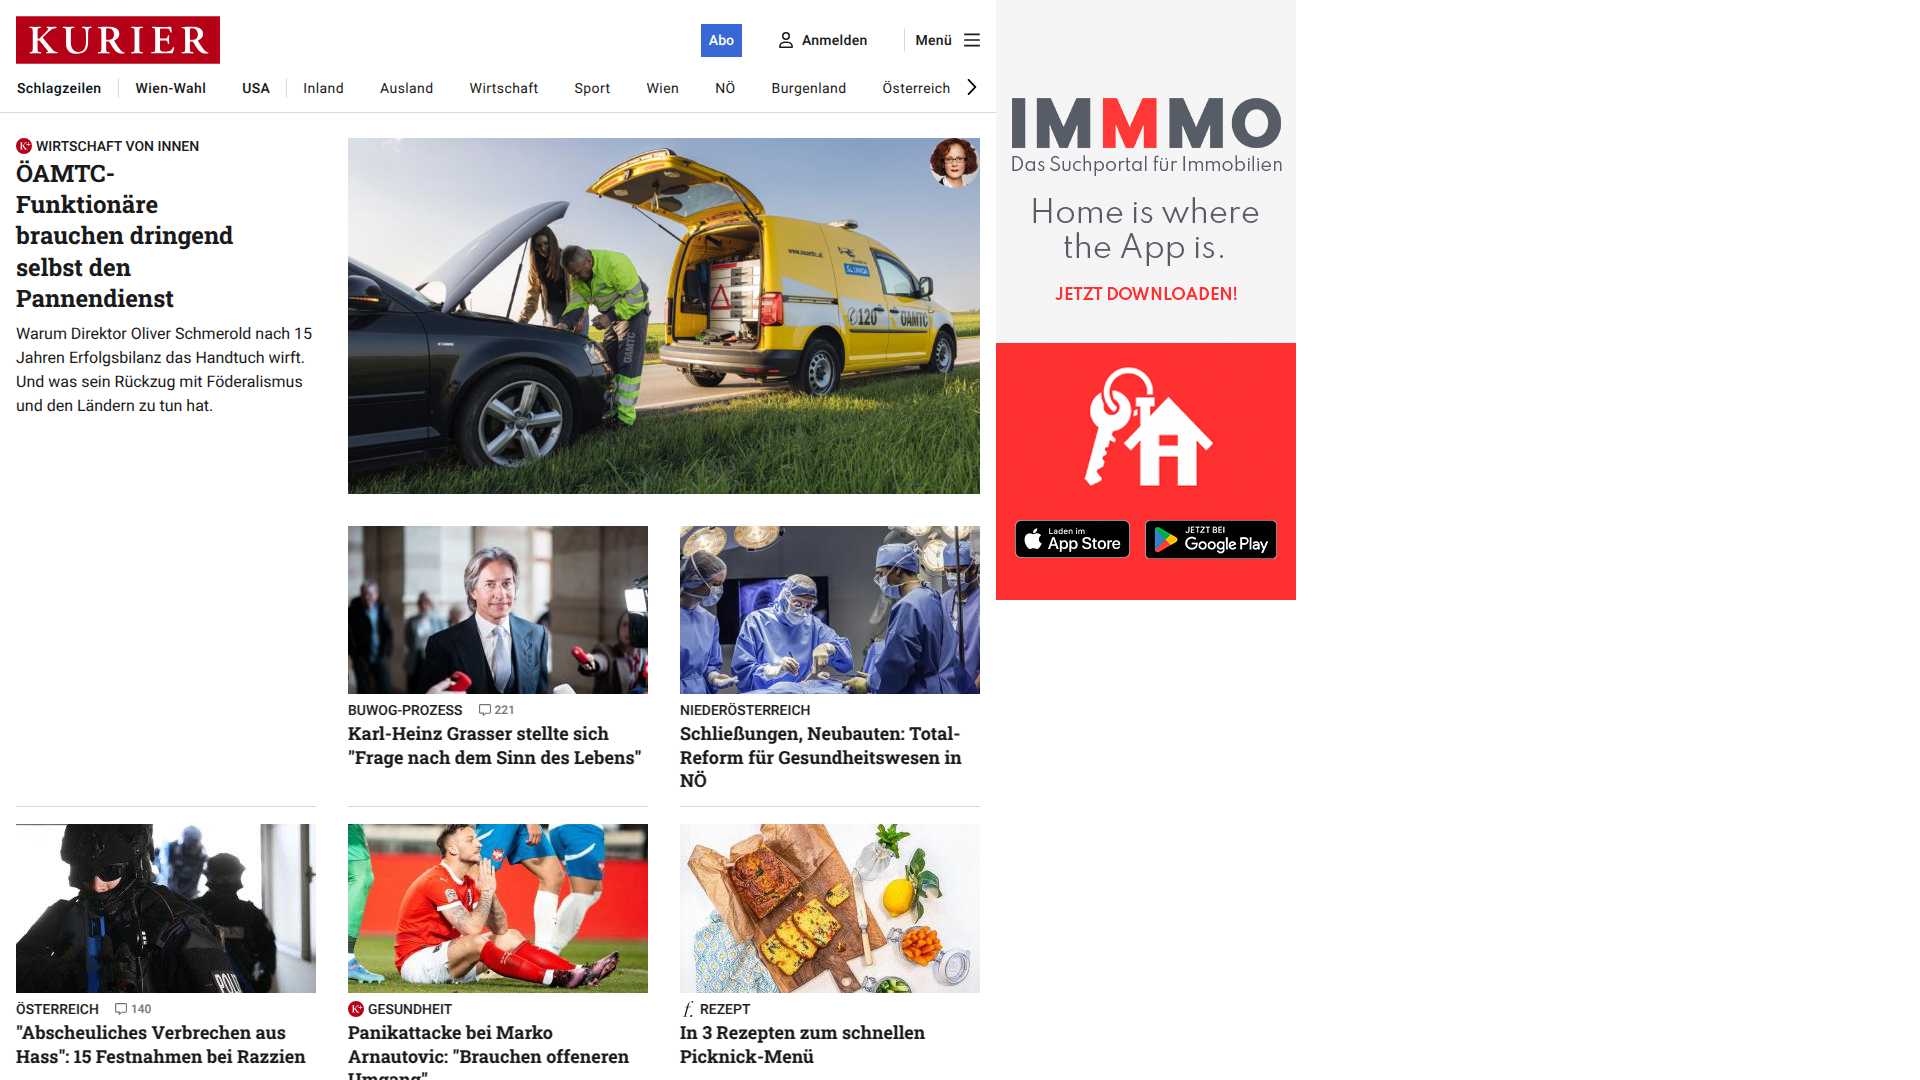 KURIER
Abo
Anmelden
Menü
Schlagzeilen
Wien-Wahl
USA
Inland
Ausland
Wirtschaft
Sport
Wien
NÖ
Burgenland
Österreich
WIRTSCHAFT VON INNEN
ÖAMTC-
Funktionäre
brauchen dringend
selbst den
Pannendienst
Warum Direktor Oliver Schmerold nach 15
Jahren Erfolgsbilanz das Handtuch wirft.
Und was sein Rückzug mit Föderalismus
und den Ländern zu tun hat.
120
ÖAMTC
ÖAMTC
BUWOG-PROZESS
221
Karl-Heinz Grasser stellte sich
"Frage nach dem Sinn des Lebens"
NIEDERÖSTERREICH
Schließungen, Neubauten: Total-
Reform für Gesundheitswesen in
NÖ
ÖSTERREICH
140
"Abscheuliches Verbrechen aus
Hass": 15 Festnahmen bei Razzien
GESUNDHEIT
Panikattacke bei Marko
Arnautovic: "Brauchen offeneren
Umgang"
REZEPT
In 3 Rezepten zum schnellen
Picknick-Menü
IMMMO
Das Suchportal für Immobilien
Home is where
the App is.
JETZT DOWNLOADEN!
Laden im
App Store
JETZT BEI
Google Play